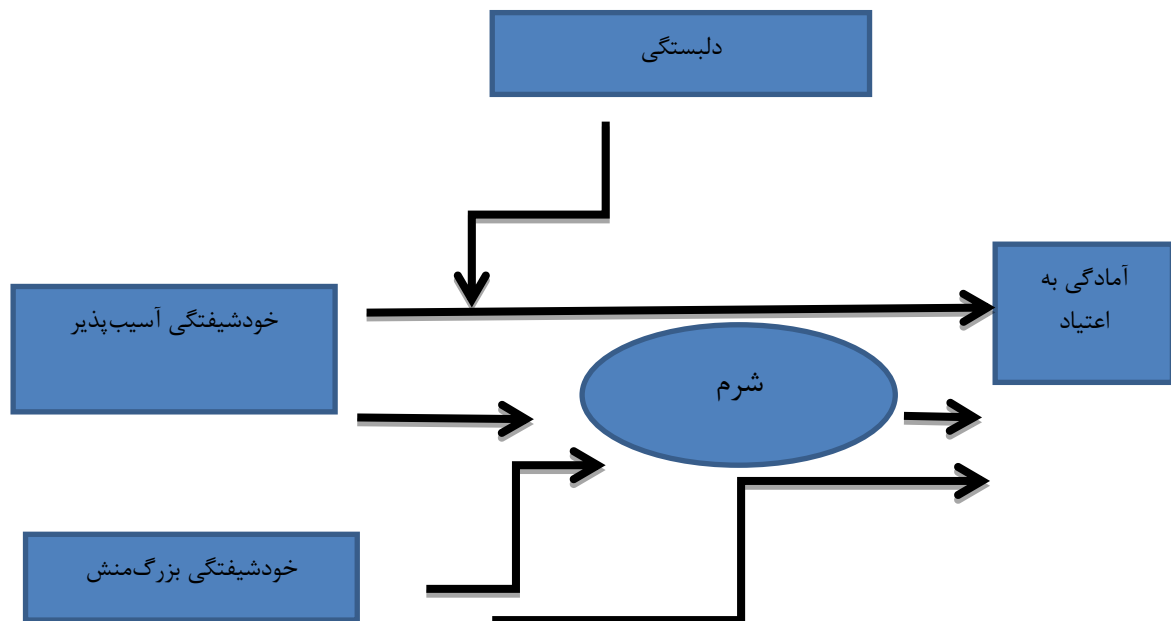 دلبستگی
آمادگی به
اعتیاد
خودشیفتگی آسیب‌پذیر
شرم
خودشیفتگی بزرگ‌منش